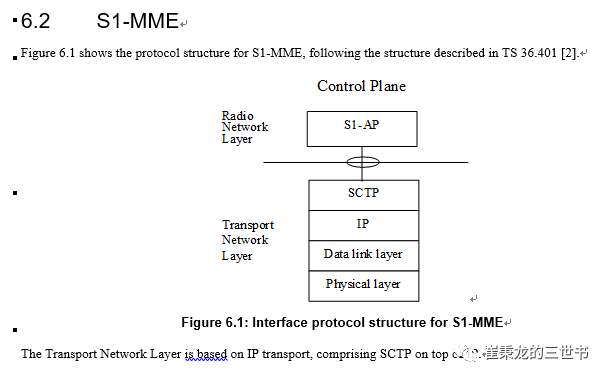 6.2 S1-MME
Figure 6.1 shows the protocol structure for S1-MME, following the structure described in TS 36.401 [2].
Control Plane
Radio
Network
Layer
S1-AP
SCTP
Transport
Network
Layer
IP
Data link layer
Physical layer
Figure 6.1: Interface protocol structure for S1-MME
The Transport Network Layer is based on IP transport, comprising SCTP on top
崔秉龙的三世书